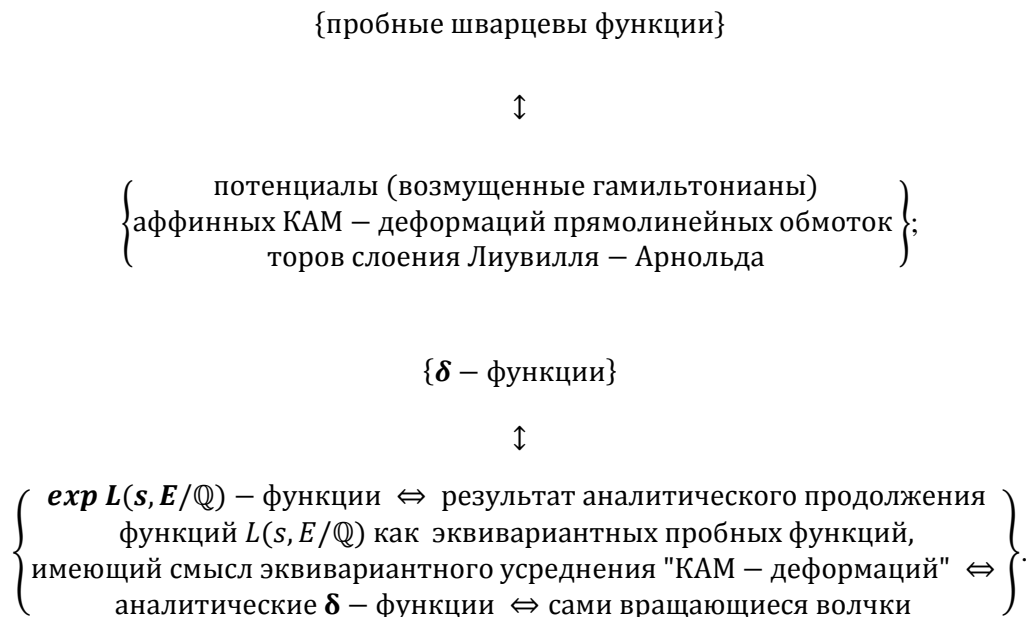 {пробные шварцевы функции}
↕
потенциалы (возмущенные гамильтонианы)
{аффинных КАМ − деформаций прямолинейных обмоток};
торов слоения Лиувилля − Арнольда
{δ − функции}
↕
exp L(s, E/ℚ) − функции ⇔ результат аналитического продолжения
функций L(s, E/ℚ) как эквивариантных пробных функций,
{имеющий смысл эквивариантного усреднения "КАМ − деформаций" ⇔}.
аналитические δ − функции ⇔ сами вращающиеся волчки